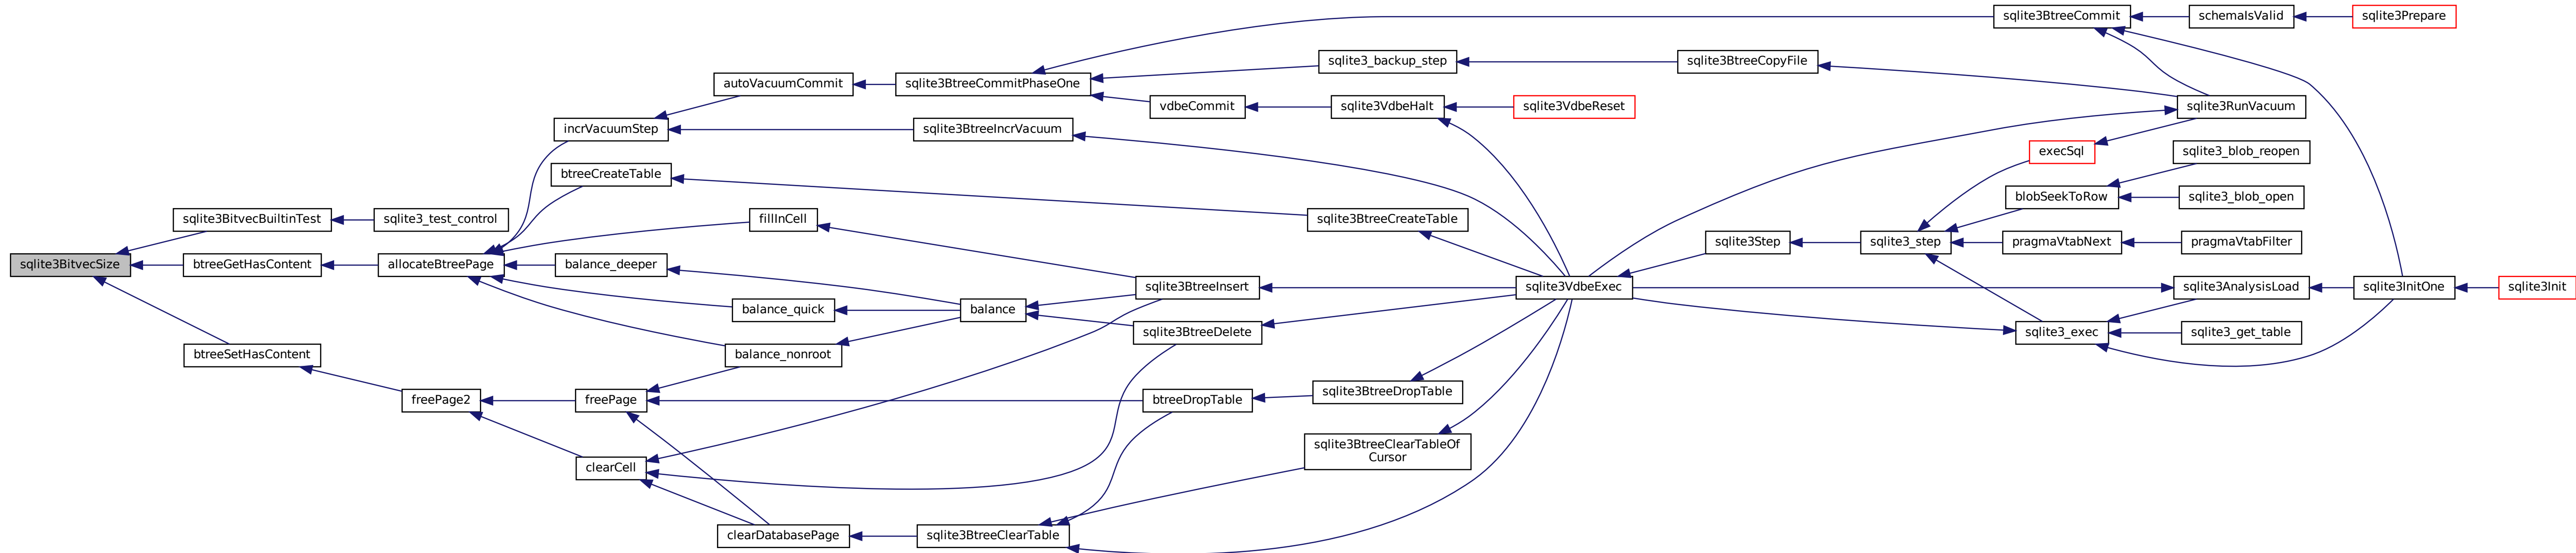 sqlite3BtreeCommit
schemaIsValid
sqlite3Prepare
sqlite3_backup_step
sqlite3BtreeCopyFile
autoVacuumCommit
sqlite3BtreeCommitPhaseOne
vdbeCommit
sqlite3VdbeHalt
sqlite3VdbeReset
sqlite3RunVacuum
incrVacuumStep
sqlite3BtreeIncrVacuum
execSql
sqlite3_blob_reopen
btreeCreateTable
blobSeekToRow
sqlite3_blob_open
sqlite3BitvecBuiltinTest
sqlite3_test_control
fillInCell
sqlite3BtreeCreateTable
sqlite3Step
sqlite3_step
pragmaVtabNext
pragmaVtabFilter
sqlite3BitvecSize
btreeGetHasContent
allocateBtreePage
balance_deeper
sqlite3BtreeInsert
sqlite3VdbeExec
sqlite3AnalysisLoad
sqlite3InitOne
sqlite3Init
balance_quick
balance
sqlite3BtreeDelete
sqlite3_exec
sqlite3_get_table
btreeSetHasContent
balance_nonroot
freePage2
freePage
btreeDropTable
sqlite3BtreeDropTable
sqlite3BtreeClearTableOf
Cursor
clearCell
clearDatabasePage
sqlite3BtreeClearTable